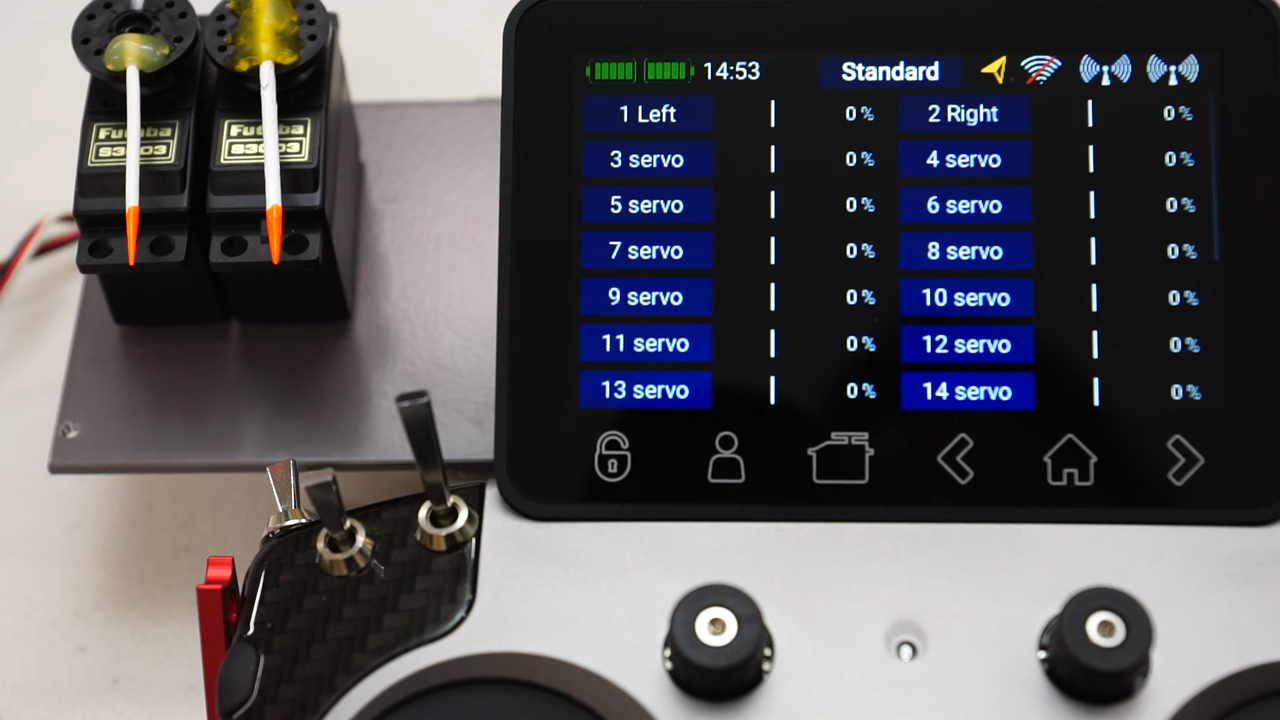 Futaba
S3003
Futaba
S3003
14:53 Standard
1 Left 0 % 2 Right 0 %
3 servo 0 % 4 servo 0 %
5 servo 0 % 6 servo 0 %
7 servo 0 % 8 servo 0 %
9 servo 0 % 10 servo 0 %
11 servo 0 % 12 servo 0 %
13 servo 0 % 14 servo 0 %